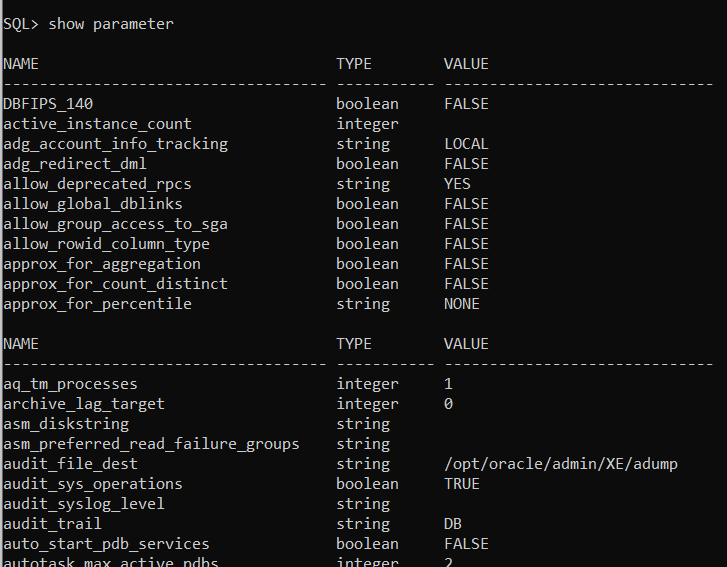 SQL> show parameter
NAME TYPE VALUE
------------------------------------ ----------- ------------------------------
DBFIPS_140 boolean FALSE
active_instance_count integer
adg_account_info_tracking string LOCAL
adg_redirect_dml boolean FALSE
allow_deprecated_rpcs string YES
allow_global_dblinks boolean FALSE
allow_group_access_to_sga boolean FALSE
allow_rowid_column_type boolean FALSE
approx_for_aggregation boolean FALSE
approx_for_count_distinct boolean FALSE
approx_for_percentile string NONE
NAME TYPE VALUE
------------------------------------ ----------- ------------------------------
aq_tm_processes integer 1
archive_lag_target integer 0
asm_diskstring string
asm_preferred_read_failure_groups string
audit_file_dest string /opt/oracle/admin/XE/adump
audit_sys_operations boolean TRUE
audit_syslog_level string
audit_trail string DB
auto_start_pdb_services boolean FALSE
autotask_max_active_pdbs integer 2